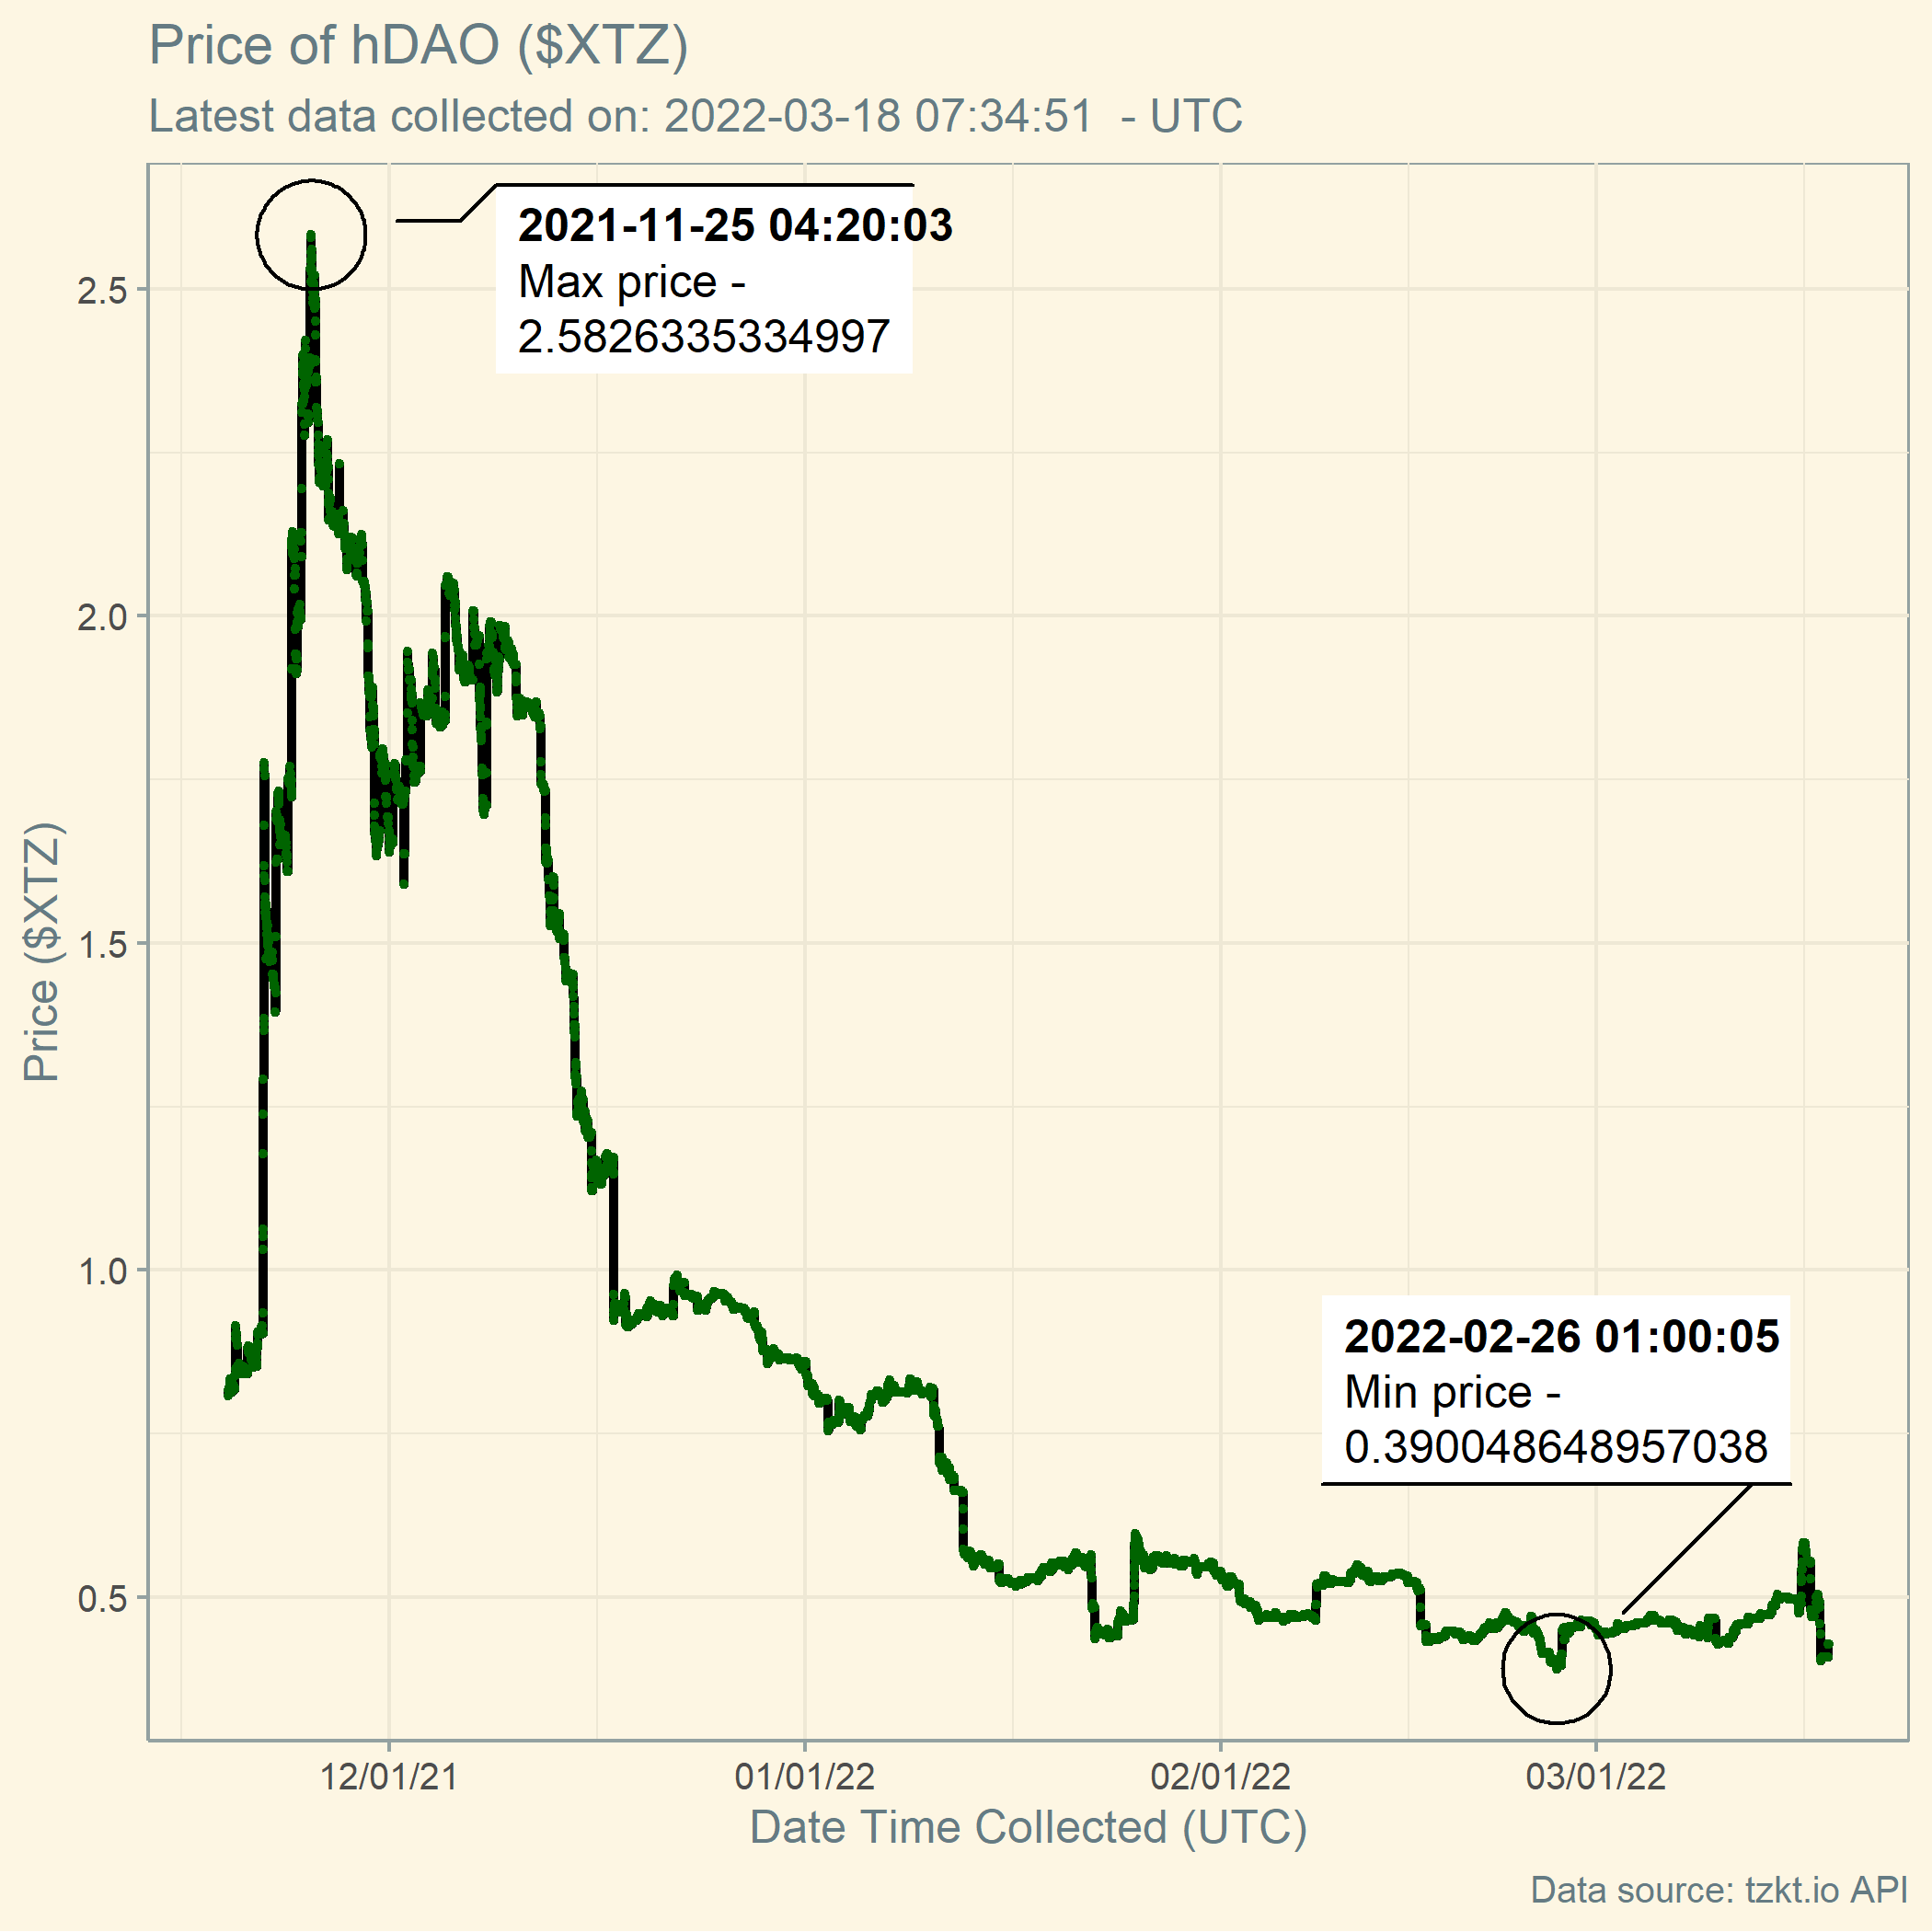 Price of hDAO ($XTZ)
Latest data collected on: 2022-03-18 07:34:51  - UTC
2021-11-25 04:20:03
Max price -
2.5826335334997
2.5
2.0
1.5
1.0
0.5
Price ($XTZ)
2022-02-26 01:00:05
Min price -
0.390048648957038
12/01/21
01/01/22
02/01/22
03/01/22
Date Time Collected (UTC)
Data source: tzkt.io API